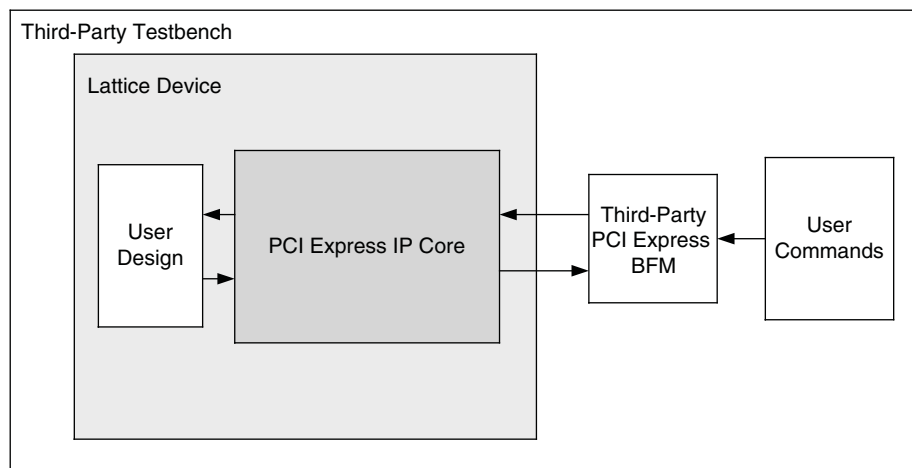 Third-Party Testbench
Lattice Device
User
Design
PCI Express IP Core
Third-Party
PCI Express
BFM
User
Commands